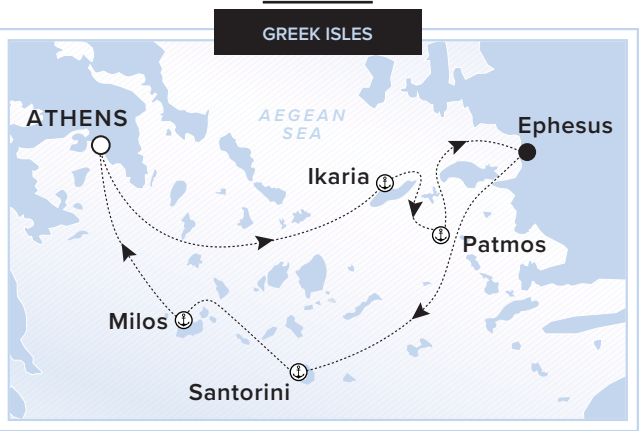 GREEK ISLES
ATHENS
AEGEAN
SEA
Ephesus
Ikaria
Patmos
Milos
Santorini